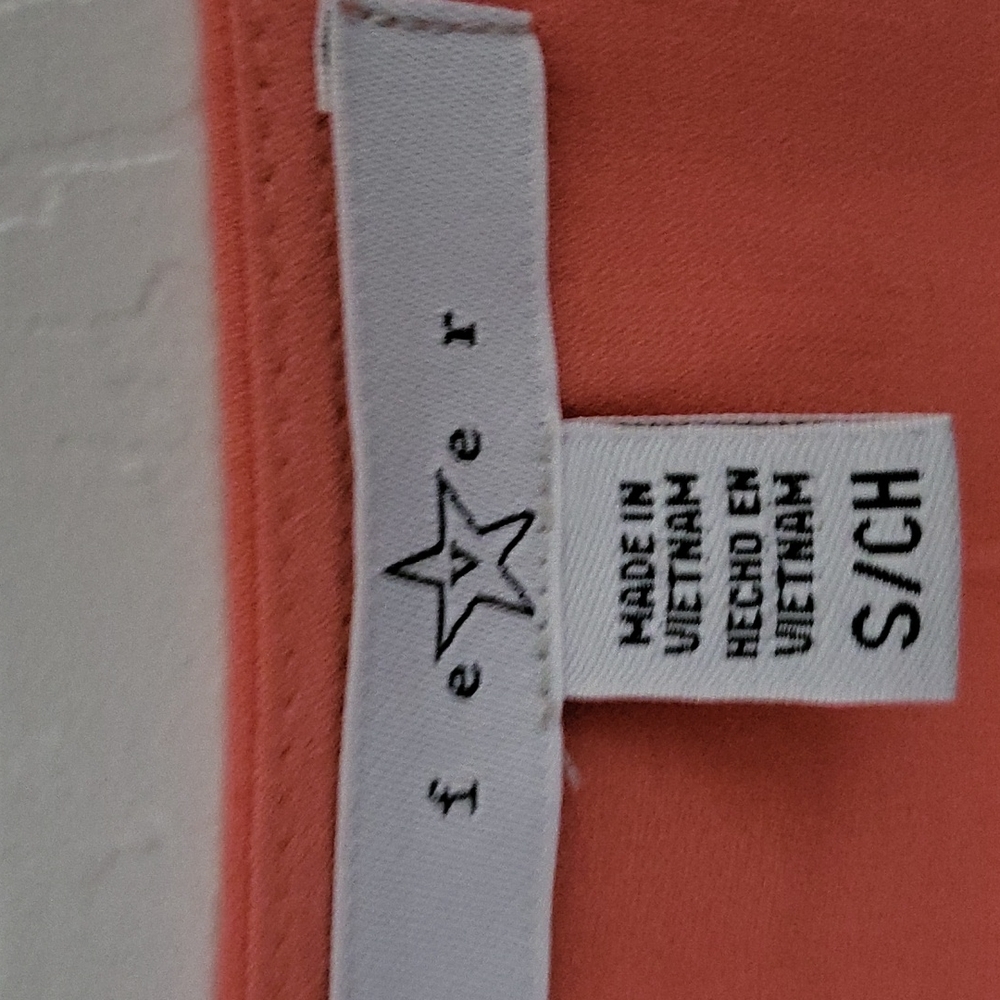 fever
MADE IN
VIETNAM
HECHO EN
VIETNAM
S/CH